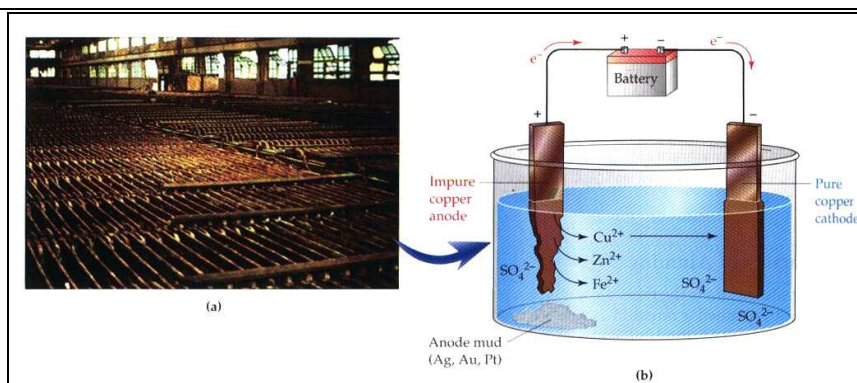 (a)
+ −
e⁻ e⁻
Battery
+ −
Impure
copper
anode
Pure
copper
cathode
Cu²⁺
Zn²⁺
Fe²⁺
SO₄²⁻
SO₄²⁻
SO₄²⁻
Anode mud
(Ag, Au, Pt)
(b)